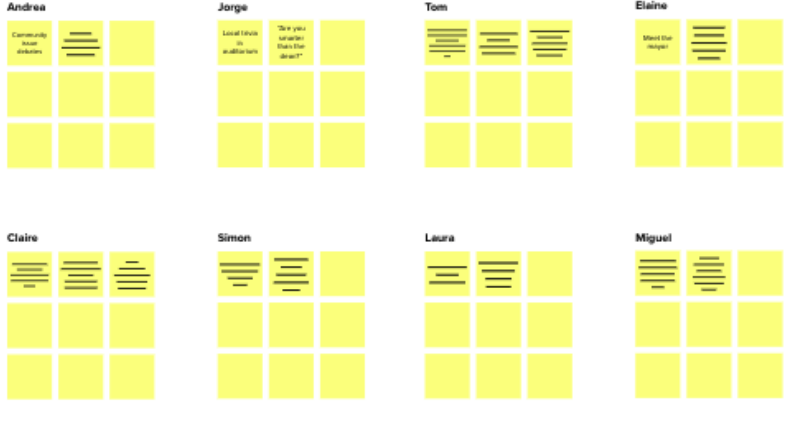 Andrea
Jorge
Tom
Elaine
Community
issue
debates
Local trivia
in
auditorium
"Are you
smarter
than the
dean?"
Meet the
mayor
Claire
Simon
Laura
Miguel